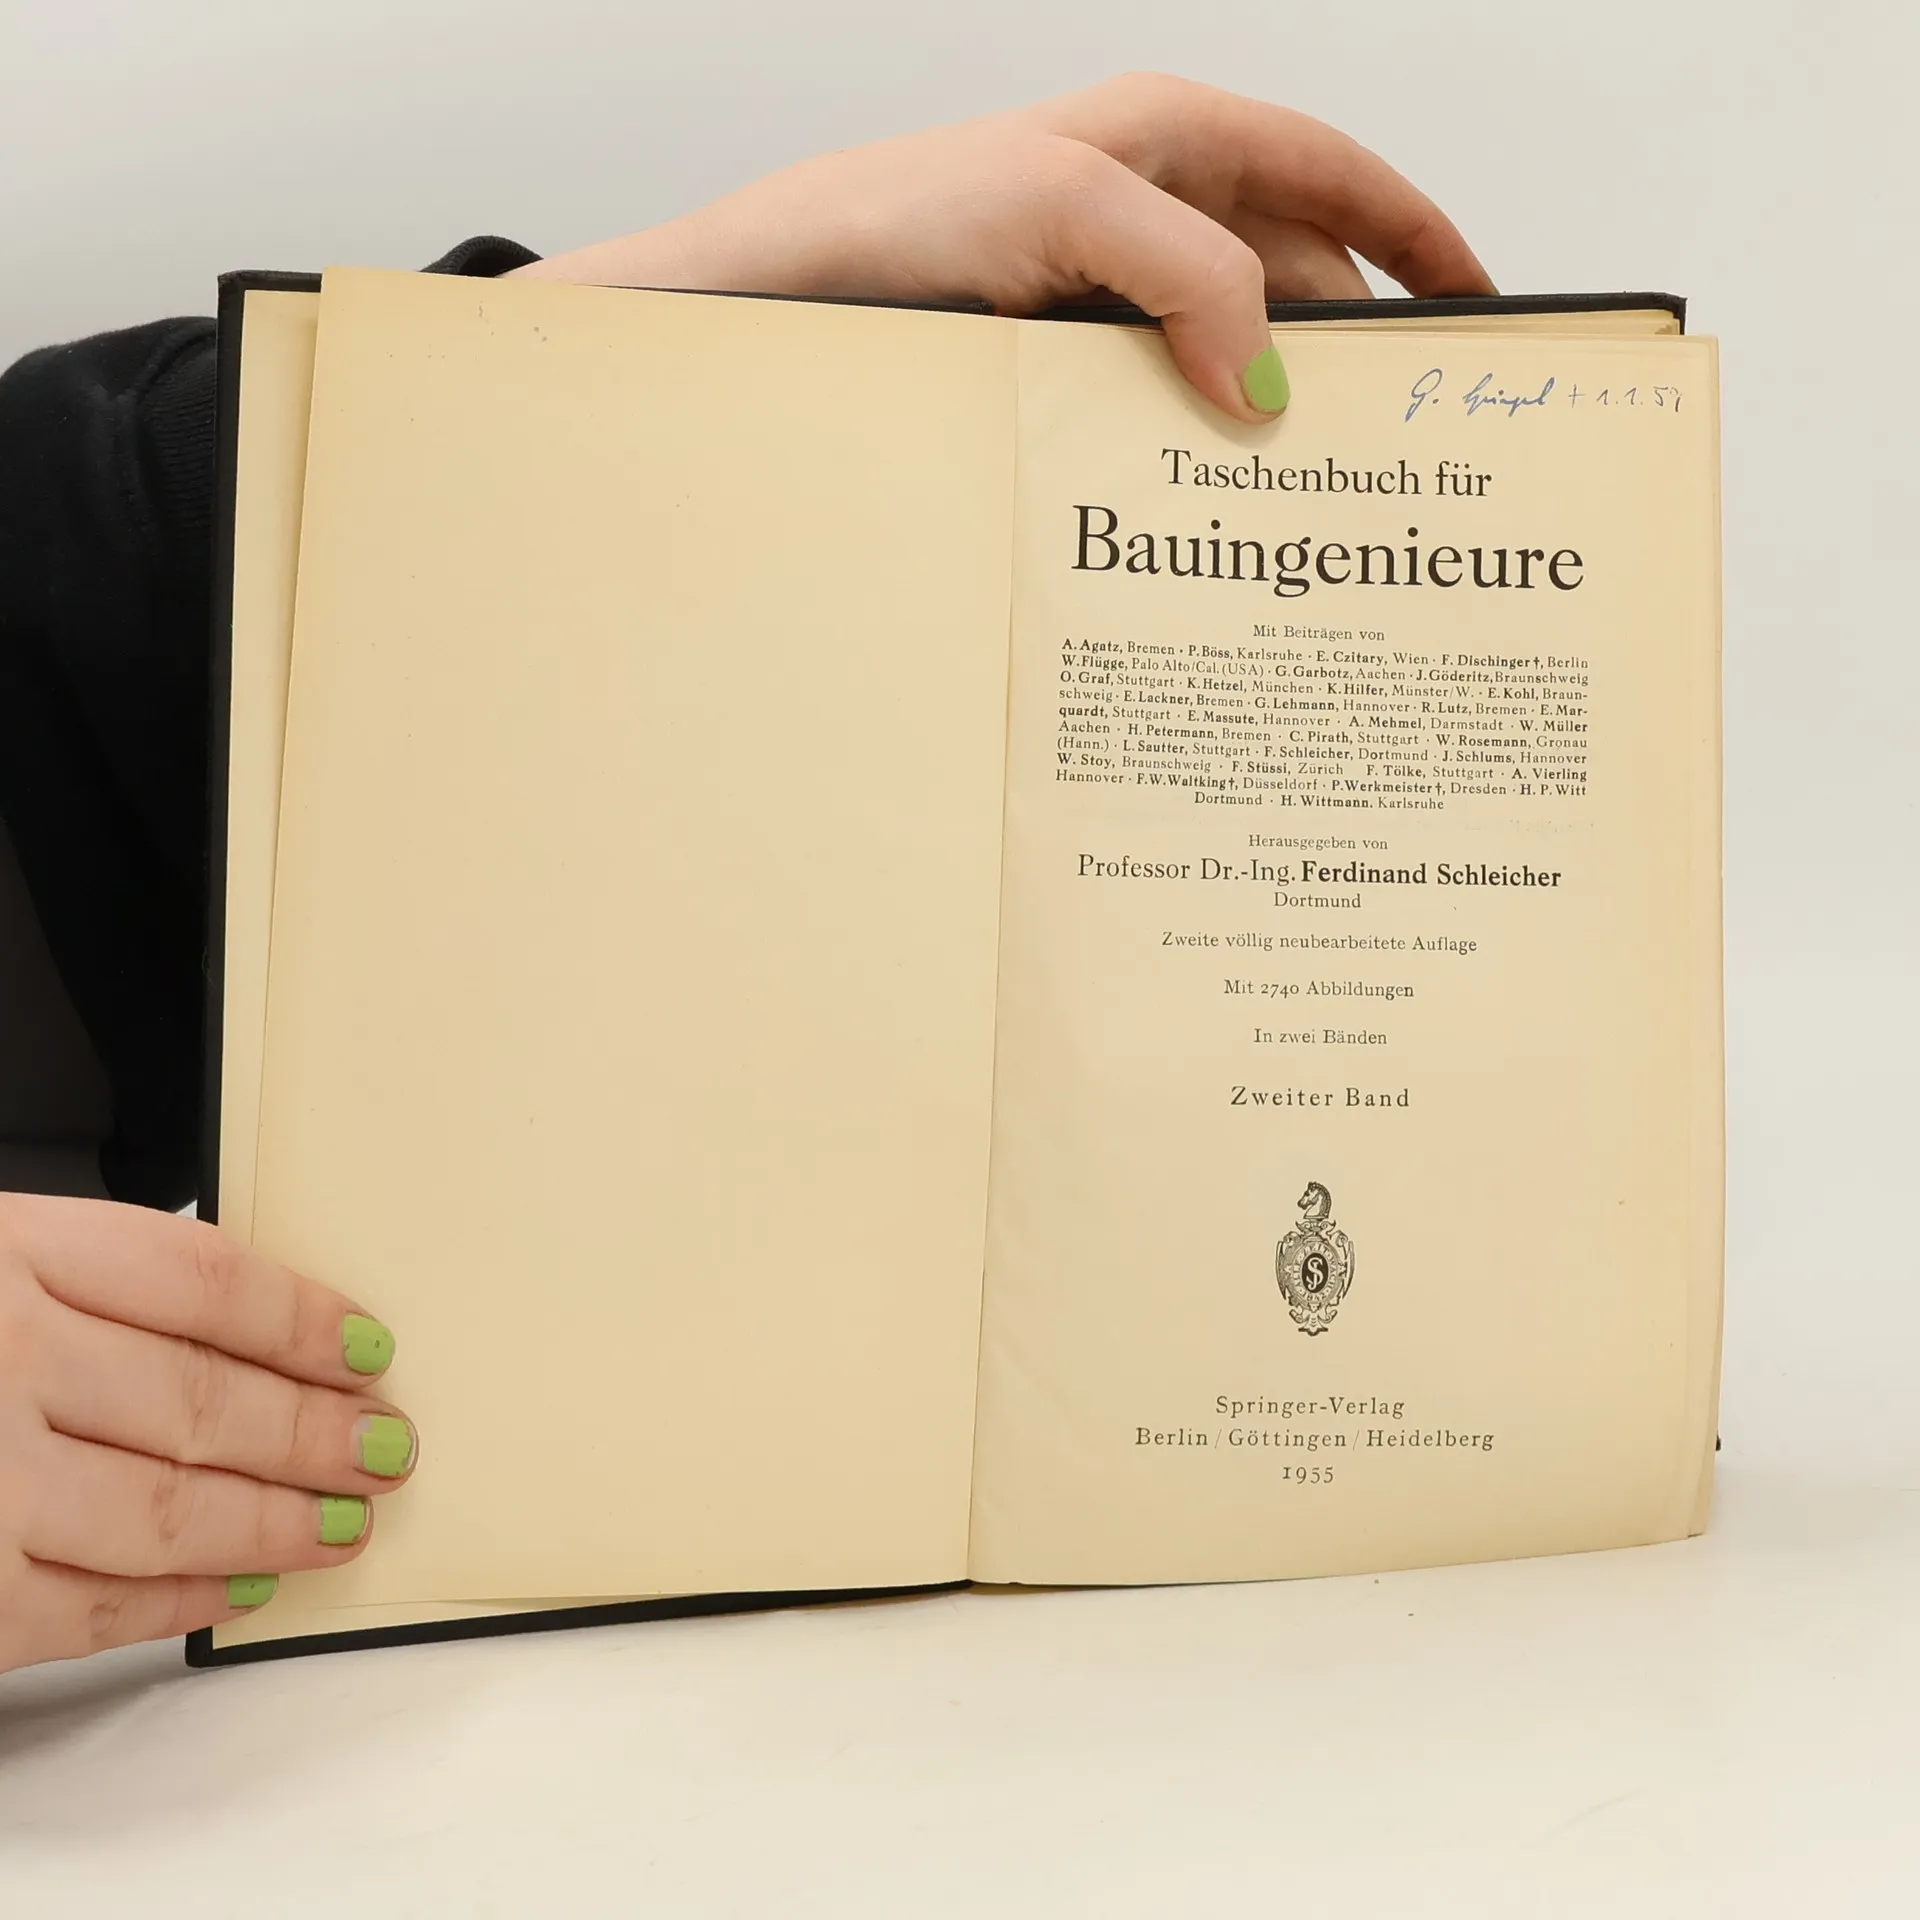 G. + 1.1.59
Taschenbuch für
Bauingenieure
Mit Beiträgen von
A. Agatz, Bremen · P. Böss, Karlsruhe · E. Czitary, Wien · F. Dischinger †, Berlin
W. Flügge, Palo Alto/Cal. (USA) · G. Garbotz, Aachen · J. Göderitz, Braunschweig
O. Graf, Stuttgart · K. Hetzel, München · K. Hilfer, Münster/W. · E. Kohl, Braun-
schweig · E. Lackner, Bremen · G. Lehmann, Hannover · R. Lutz, Bremen · E. Mar-
quardt, Stuttgart · E. Massute, Hannover · A. Mehmel, Darmstadt · W. Müller
Aachen · H. Petermann, Bremen · C. Pirath, Stuttgart · W. Rosemann, Gronau
(Hann.) · L. Sautter, Stuttgart · F. Schleicher, Dortmund · J. Schlums, Hannover
W. Stoy, Braunschweig · F. Stüssi, Zürich F. Tölke, Stuttgart · A. Vierling
Hannover · F.W. Waltking †, Düsseldorf · P. Werkmeister †, Dresden · H. P. Witt
Dortmund · H. Wittmann, Karlsruhe
Herausgegeben von
Professor Dr.-Ing. Ferdinand Schleicher
Dortmund
Zweite völlig neubearbeitete Auflage
Mit 2740 Abbildungen
In zwei Bänden
Zweiter Band
Springer-Verlag
Berlin / Göttingen / Heidelberg
1955